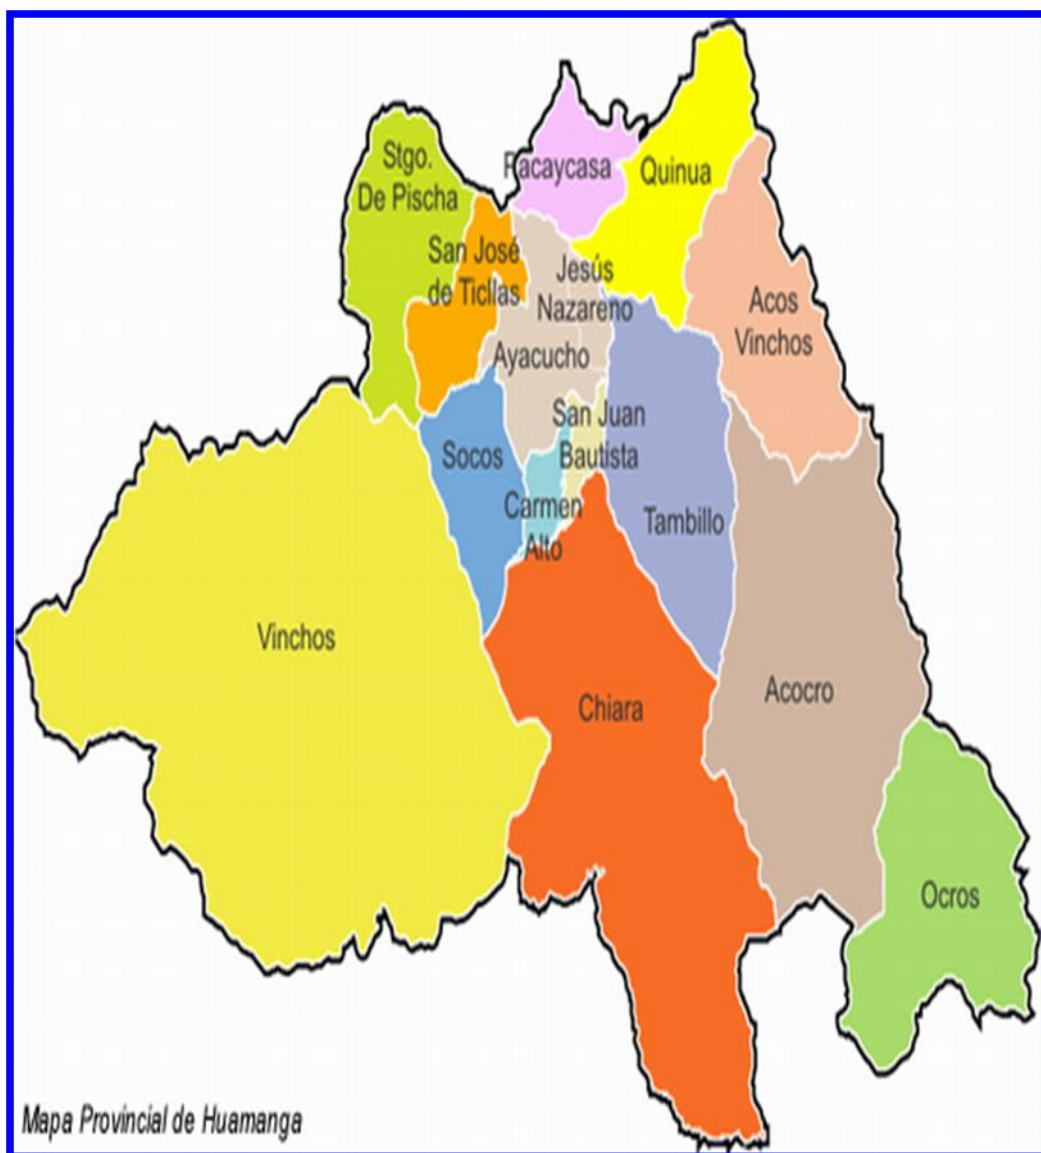 Stgo.
De Pischa
Pacaycasa
Quinua
San José
de Ticllas
Jesús
Nazareno
Acos
Vinchos
Ayacucho
San Juan
Bautista
Socos
Carmen
Alto
Tambillo
Vinchos
Chiara
Acocro
Ocros
Mapa Provincial de Huamanga